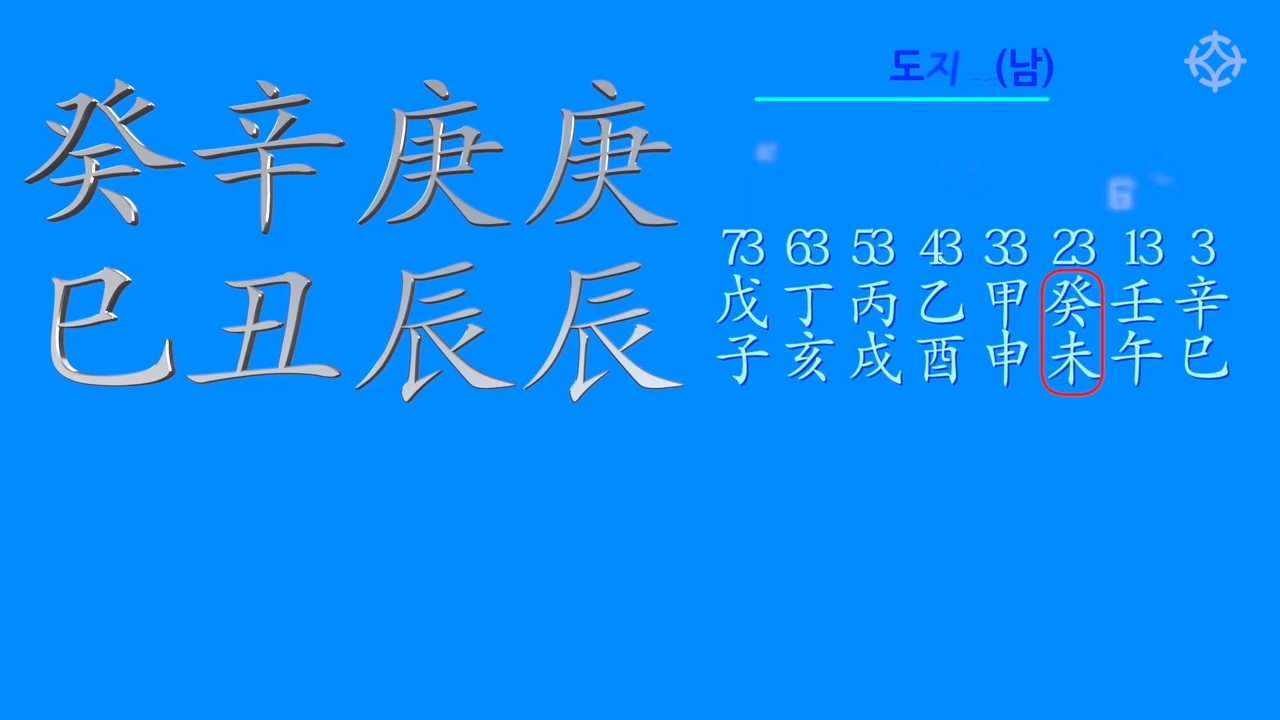 도지 (남)
癸辛庚庚
巳丑辰辰
73 63 53 43 33 23 13 3
戊 丁 丙 乙 甲 癸 壬 辛
子 亥 戌 酉 申 未 午 巳